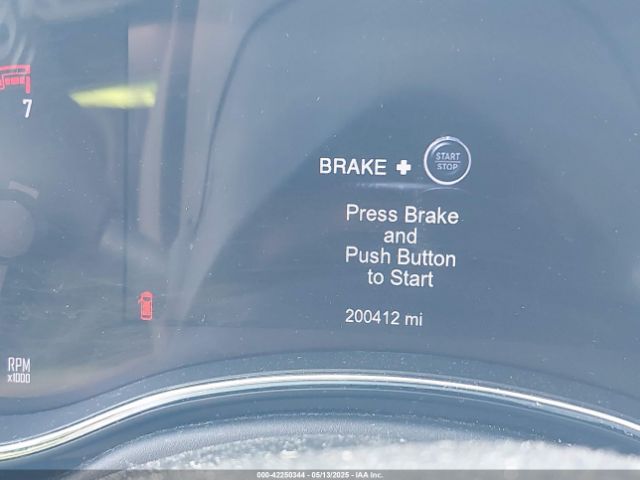 7
BRAKE + START STOP
Press Brake
and
Push Button
to Start
200412 mi
RPM
x1000
000-42250344 - 05/13/2025 - IAA Inc.